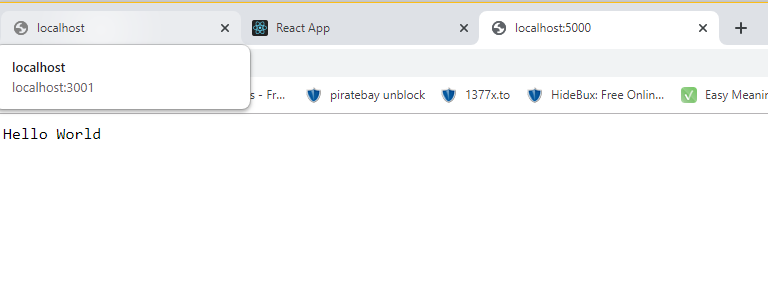 localhost
React App
localhost:5000
localhost
localhost:3001
s - Fr...
piratebay unblock
1377x.to
HideBux: Free Onlin...
Easy Meanin
Hello World